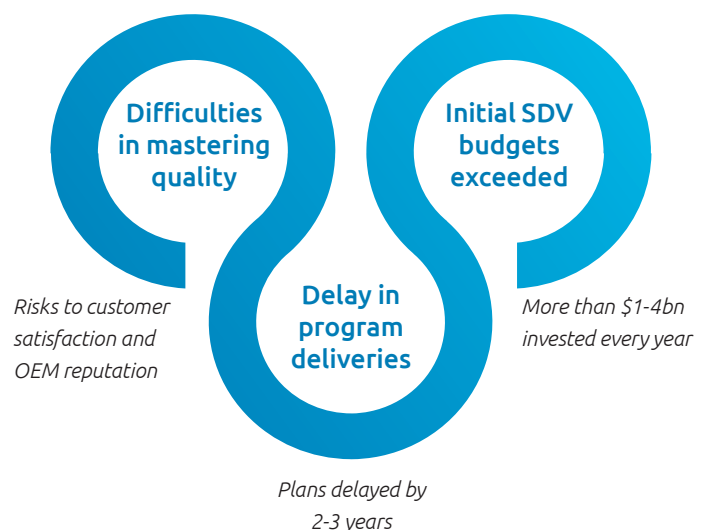 Difficulties
in mastering
quality
Risks to customer
satisfaction and
OEM reputation
Delay in
program
deliveries
Plans delayed by
2-3 years
Initial SDV
budgets
exceeded
More than $1-4bn
invested every year